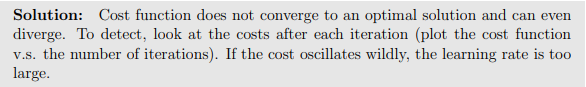 Solution: Cost function does not converge to an optimal solution and can even
diverge. To detect, look at the costs after each iteration (plot the cost function
v.s. the number of iterations). If the cost oscillates wildly, the learning rate is too
large.